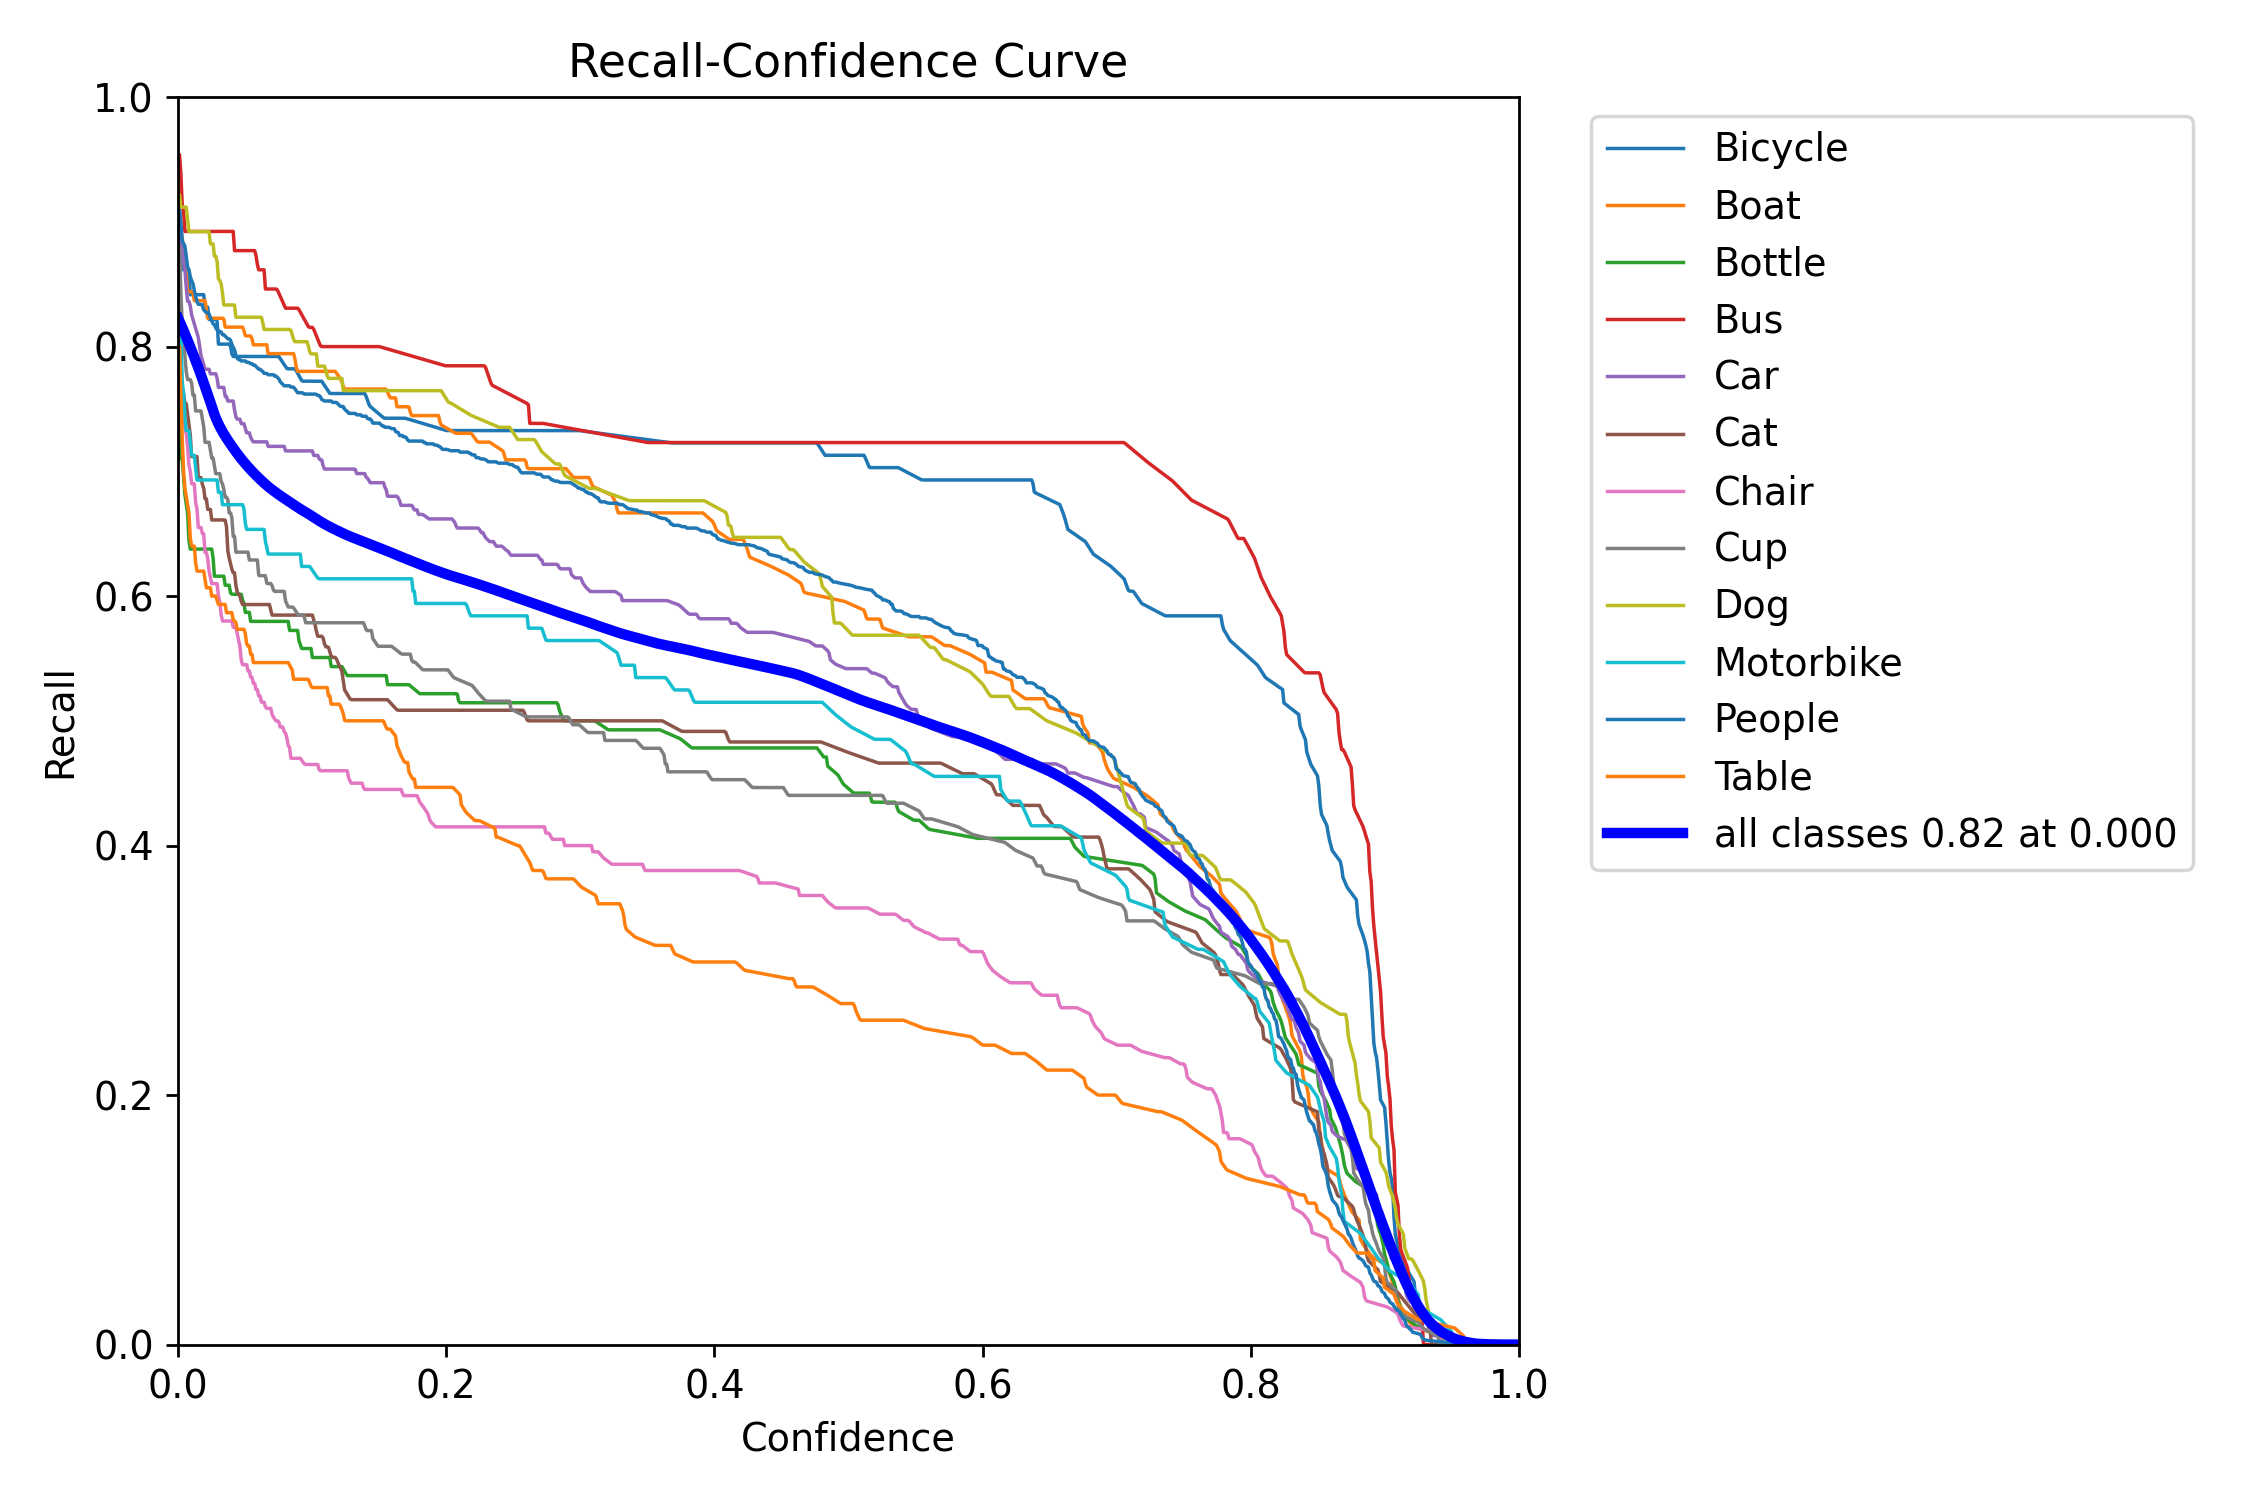 Recall-Confidence Curve
1.0
0.8
0.6
0.4
0.2
0.0
Recall
0.0 0.2 0.4 0.6 0.8 1.0
Confidence
Bicycle
Boat
Bottle
Bus
Car
Cat
Chair
Cup
Dog
Motorbike
People
Table
all classes 0.82 at 0.000